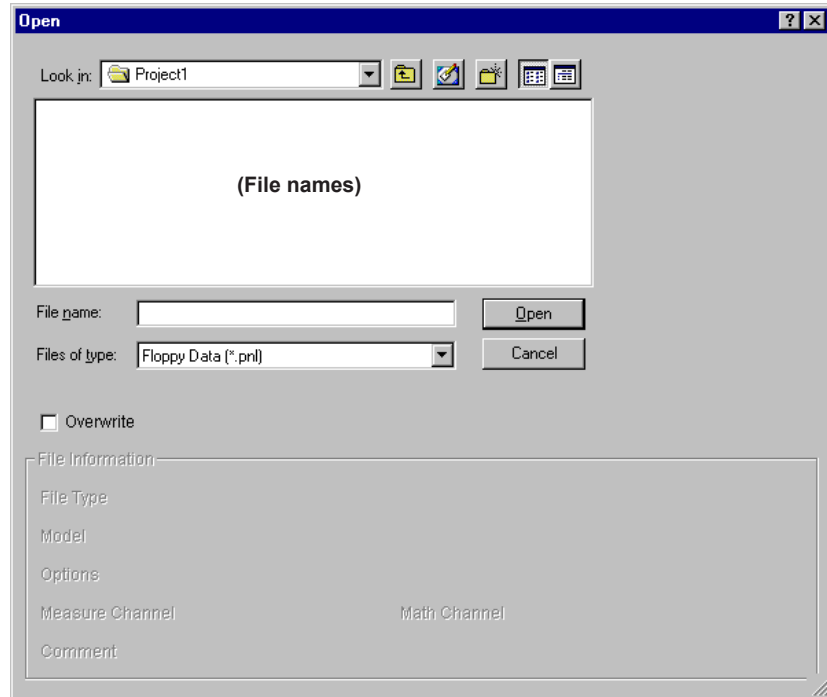 Open
Look in: Project1
(File names)
File name: Open
Files of type: Floppy Data (*.pnl) Cancel
Overwrite
File Information
File Type
Model
Options
Measure Channel Math Channel
Comment